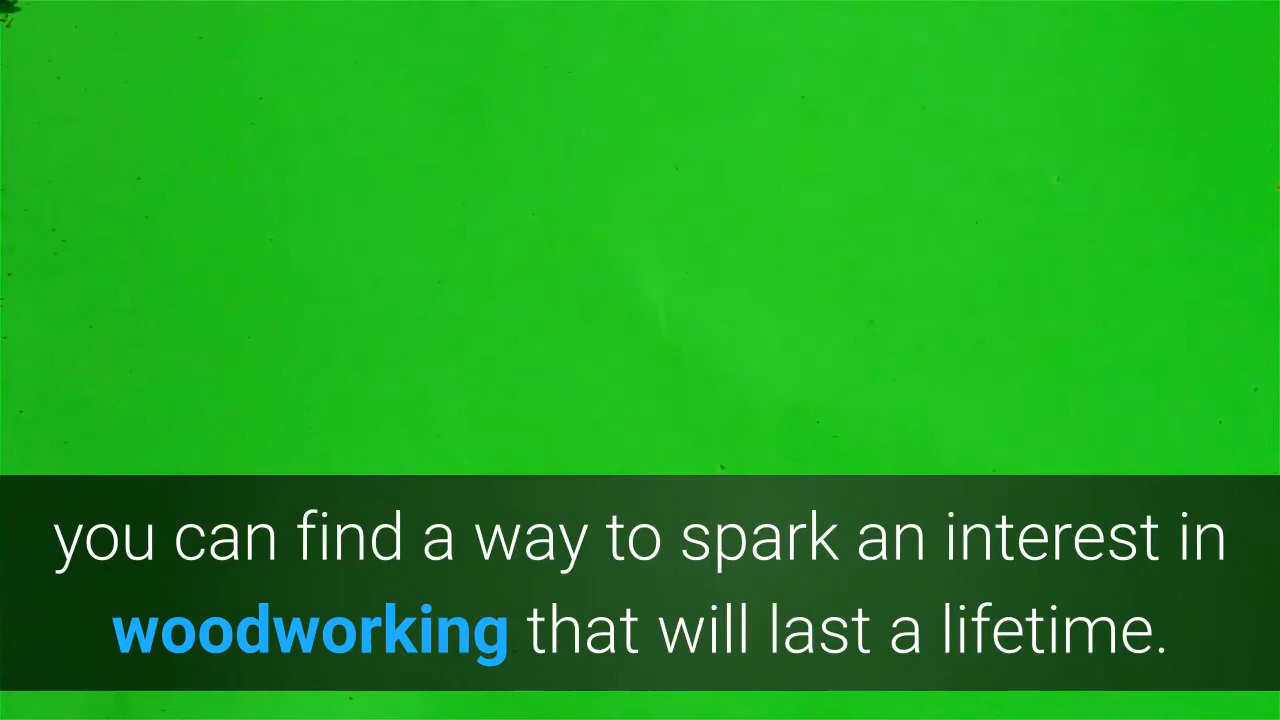 you can find a way to spark an interest in
woodworking that will last a lifetime.